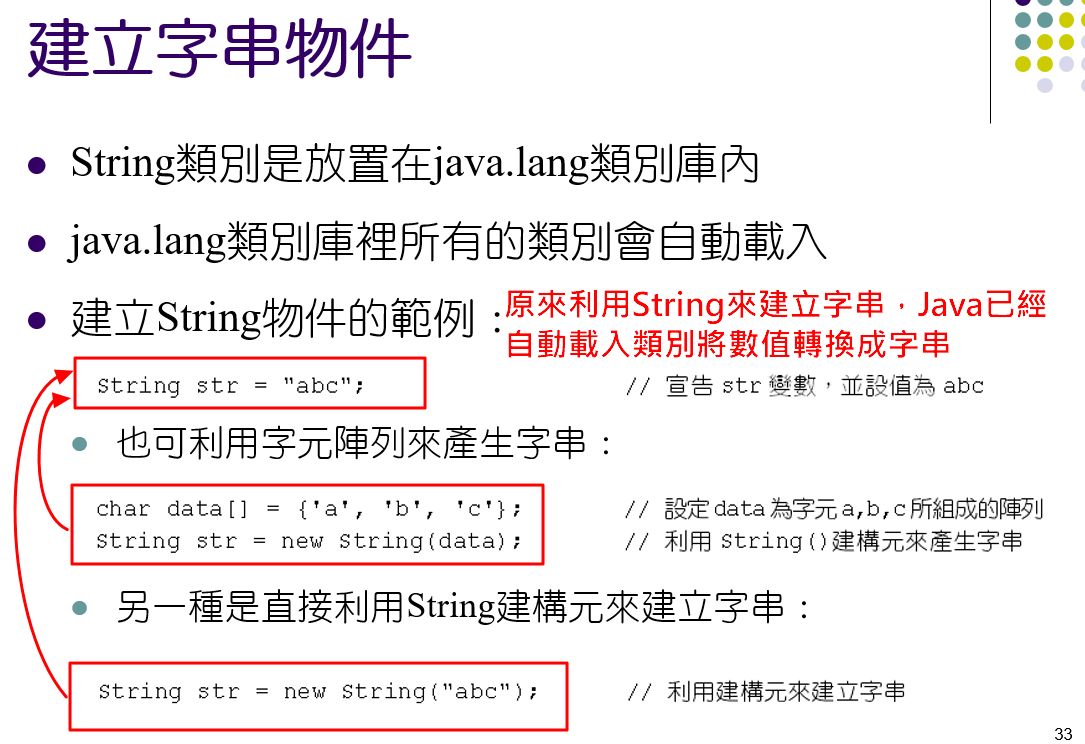 建立字串物件
String類別是放置在java.lang類別庫內
java.lang類別庫裡所有的類別會自動載入
建立String物件的範例：
原來利用String來建立字串，Java已經
自動載入類別將數值轉換成字串
String str = "abc"; // 宣告 str 變數，並設值為 abc
也可利用字元陣列來產生字串：
char data[] = {'a', 'b', 'c'}; // 設定 data 為字元 a,b,c 所組成的陣列
String str = new String(data); // 利用 String()建構元來產生字串
另一種是直接利用String建構元來建立字串：
String str = new String("abc"); // 利用建構元來建立字串
33